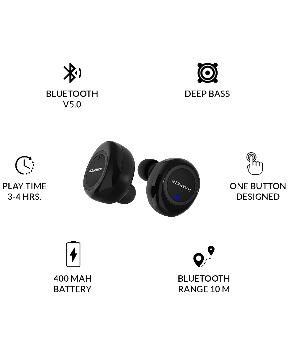 BLUETOOTH
V5.0
DEEP BASS
PLAY TIME
3-4 HRS.
ONE BUTTON
DESIGNED
400 MAH
BATTERY
BLUETOOTH
RANGE 10 M